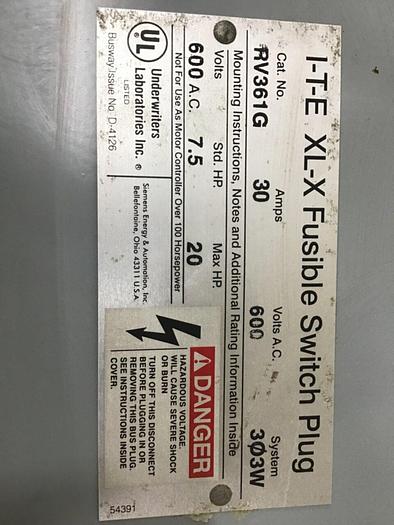 I-T-E XL-X Fusible Switch Plug
Cat. No. Amps Volts A.C. System
RV361G 30 600 3Ø3W
Mounting Instructions, Notes and Additional Rating Information Inside
Volts Std. HP. Max HP.
600 A.C. 7.5 20
Not For Use As Motor Controller Over 100 Horsepower
UL
®
Underwriters
Laboratories Inc. ®
LISTED
Busway Issue No. D-4126
Siemens Energy & Automation, Inc.
Bellefontaine, Ohio 43311 U.S.A.
DANGER
HAZARDOUS VOLTAGE
WILL CAUSE SEVERE SHOCK
OR BURN
TURN OFF THIS DISCONNECT
BEFORE PLUGGING IN OR
REMOVING THIS BUS PLUG.
SEE INSTRUCTIONS INSIDE
COVER.
54391